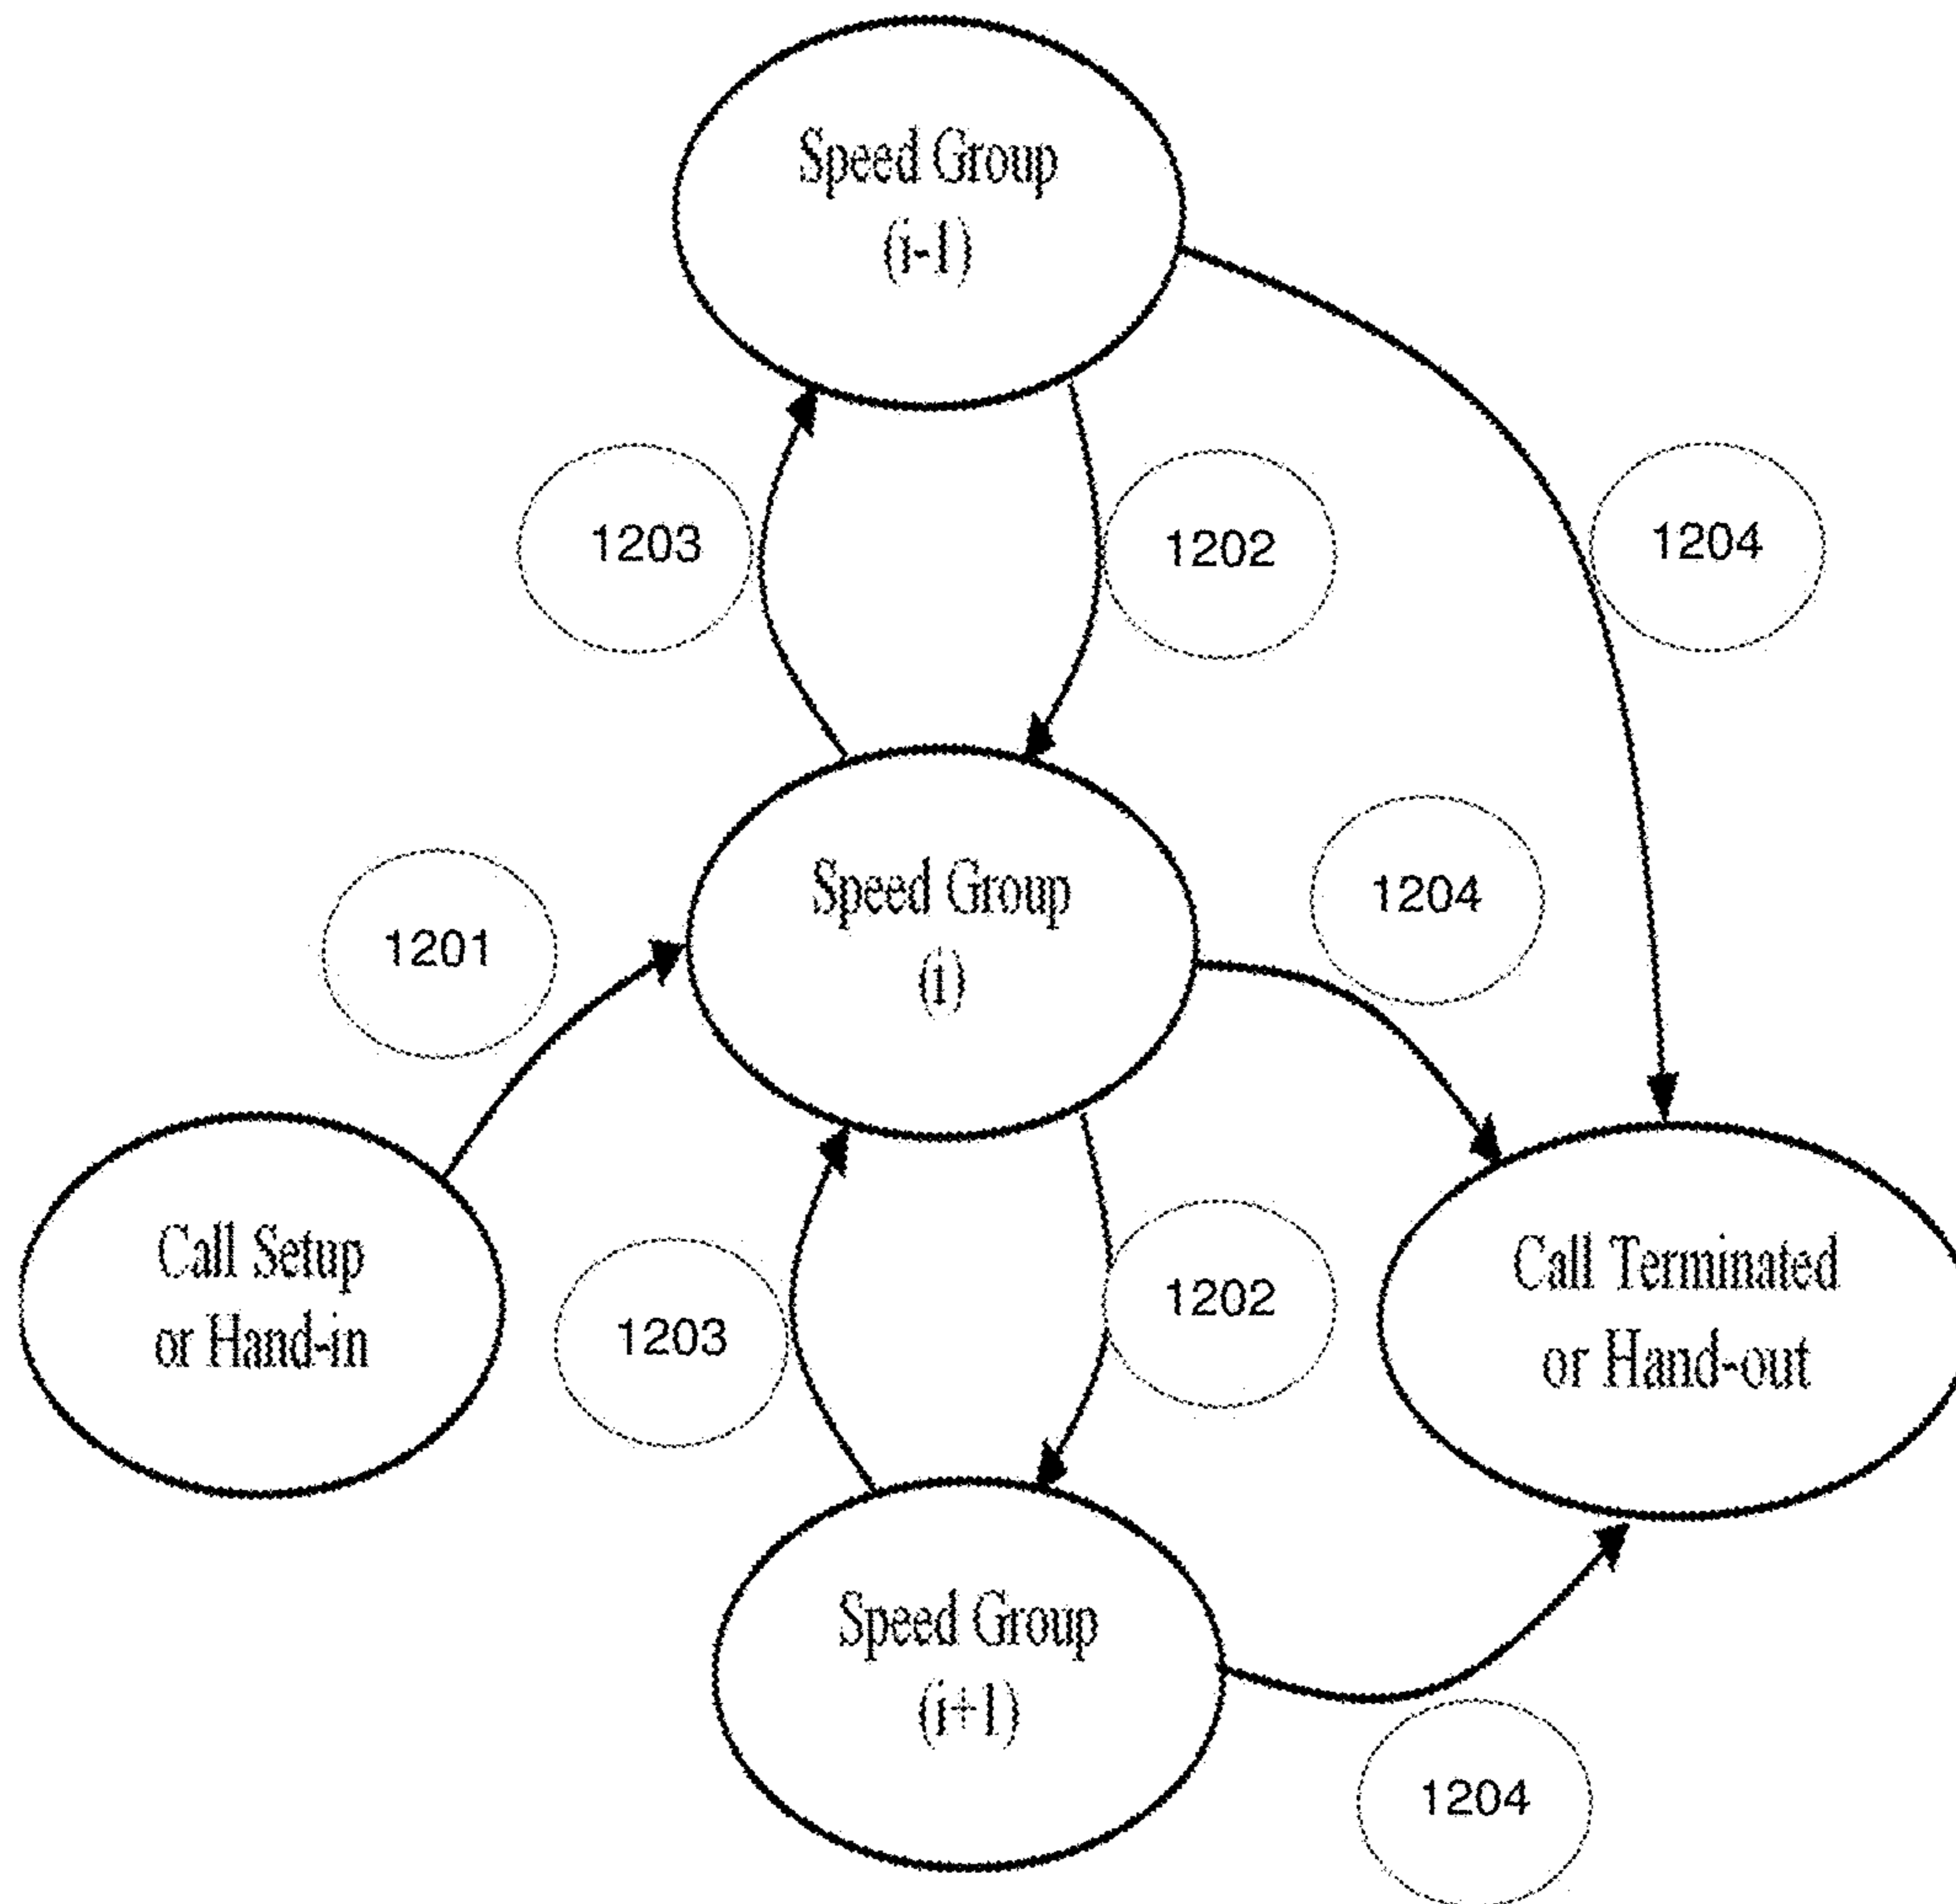 Speed Group
(i-1)
1203
1202
1204
Speed Group
(i)
1204
1201
Call Setup
or Hand-in
1203
1202
Call Terminated
or Hand-out
Speed Group
(i+1)
1204